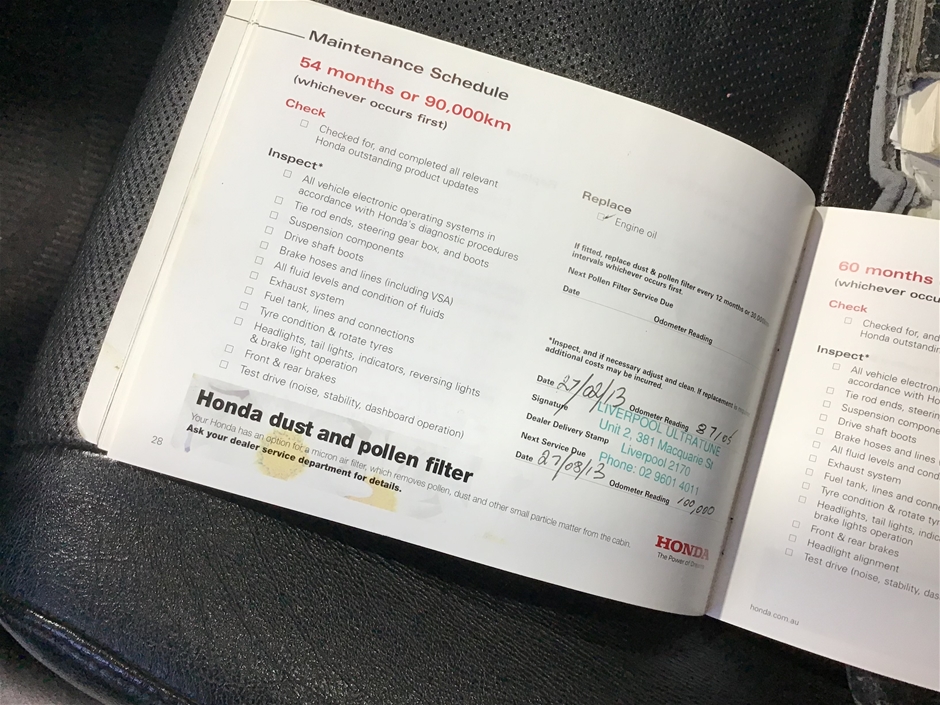 Maintenance Schedule
54 months or 90,000km
(whichever occurs first)
Check
Checked for, and completed all relevant
Honda outstanding product updates
Inspect*
All vehicle electronic operating systems in
accordance with Honda's diagnostic procedures
Tie rod ends, steering gear box, and boots
Suspension components
Drive shaft boots
Brake hoses and lines (including VSA)
All fluid levels and condition of fluids
Exhaust system
Fuel tank, lines and connections
Tyre condition & rotate tyres
Headlights, tail lights, indicators, reversing lights
& brake light operation
Front & rear brakes
Test drive (noise, stability, dashboard operation)
Honda dust and pollen filter
Your Honda has an option for a micron air filter, which removes pollen, dust and other small particle matter from the cabin.
Ask your dealer service department for details.
28
Replace
Engine oil
If fitted, replace dust & pollen filter every 12 months or
intervals whichever occurs first.
Next Pollen Filter Service Due
Date
Odometer Reading
*Inspect, and if necessary adjust and clean. If replacement
additional costs may be incurred.
Date 27/02/13 Odometer Reading
Signature
Dealer Delivery Stamp
LIVERPOOL ULTRATUNE
Unit 2, 381 Macquarie St
Liverpool 2170
Phone: 02 9601 4011
Next Service Due
Date 27/08/13 Odometer Reading 100,000
HONDA
The Power of
60 months
(whichever
Check
Checked for, and
Honda
Inspect*
All vehicle
accordance with
Tie rod ends,
Suspension
Drive shaft boots
Brake hoses and lines
All fluid levels and
Exhaust system
Fuel tank, lines and
Tyre condition & rotate
Headlights, tail lights,
brake lights operation
Front & rear brakes
Headlight alignment
Test drive (noise, stability,
honda.com.au